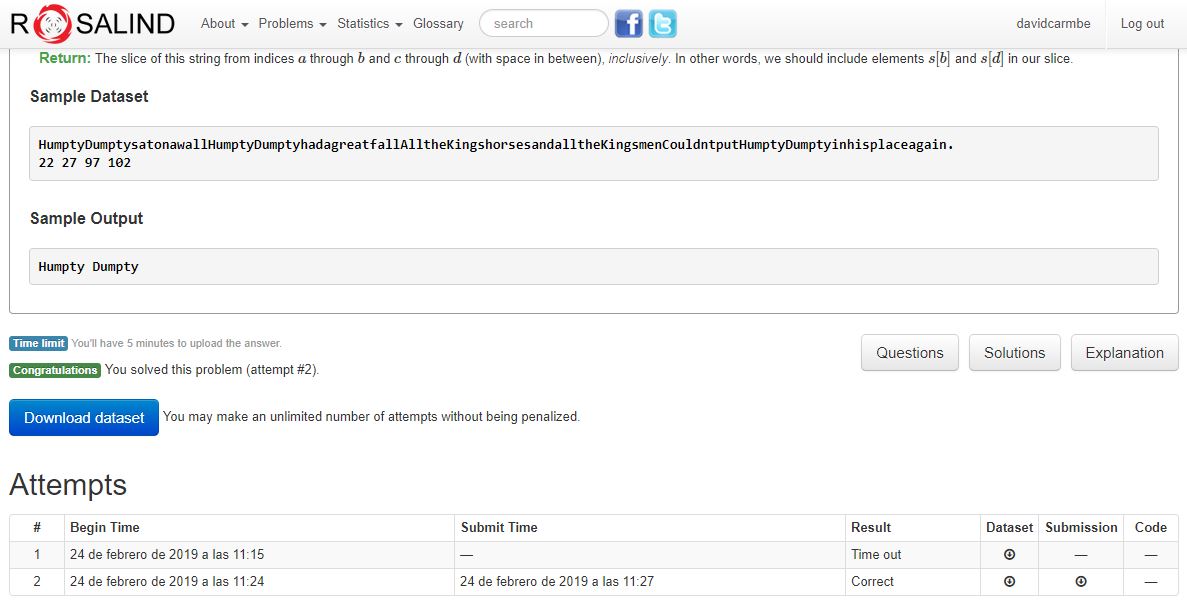 ROSALIND About Problems Statistics Glossary search davidcarmbe Log out
Return: The slice of this string from indices a through b and c through d (with space in between), inclusively. In other words, we should include elements s[b] and s[d] in our slice.
Sample Dataset
HumptyDumptysatonawallHumptyDumptyhadagreatfallAlltheKingshorsesandalltheKingsmenCouldntputHumptyDumptyinhisplaceagain.
22 27 97 102
Sample Output
Humpty Dumpty
Time limit You'll have 5 minutes to upload the answer.
Congratulations You solved this problem (attempt #2).
Questions Solutions Explanation
Download dataset You may make an unlimited number of attempts without being penalized.
Attempts
# Begin Time Submit Time Result Dataset Submission Code
1 24 de febrero de 2019 a las 11:15 — Time out — —
2 24 de febrero de 2019 a las 11:24 24 de febrero de 2019 a las 11:27 Correct —